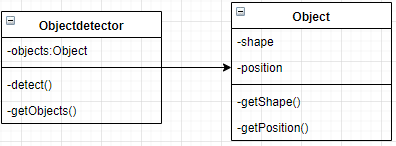 Objectdetector
-objects:Object
-detect()
-getObjects()
Object
-shape
-position
-getShape()
-getPosition()